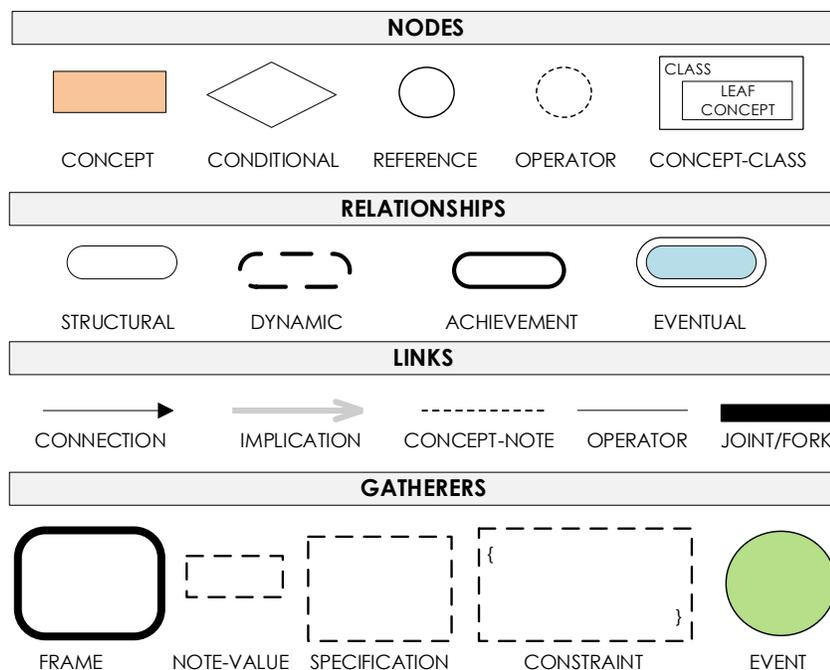 NODES
CLASS
LEAF
CONCEPT
CONCEPT CONDITIONAL REFERENCE OPERATOR CONCEPT-CLASS
RELATIONSHIPS
STRUCTURAL DYNAMIC ACHIEVEMENT EVENTUAL
LINKS
CONNECTION IMPLICATION CONCEPT-NOTE OPERATOR JOINT/FORK
GATHERERS
{
}
FRAME NOTE-VALUE SPECIFICATION CONSTRAINT EVENT